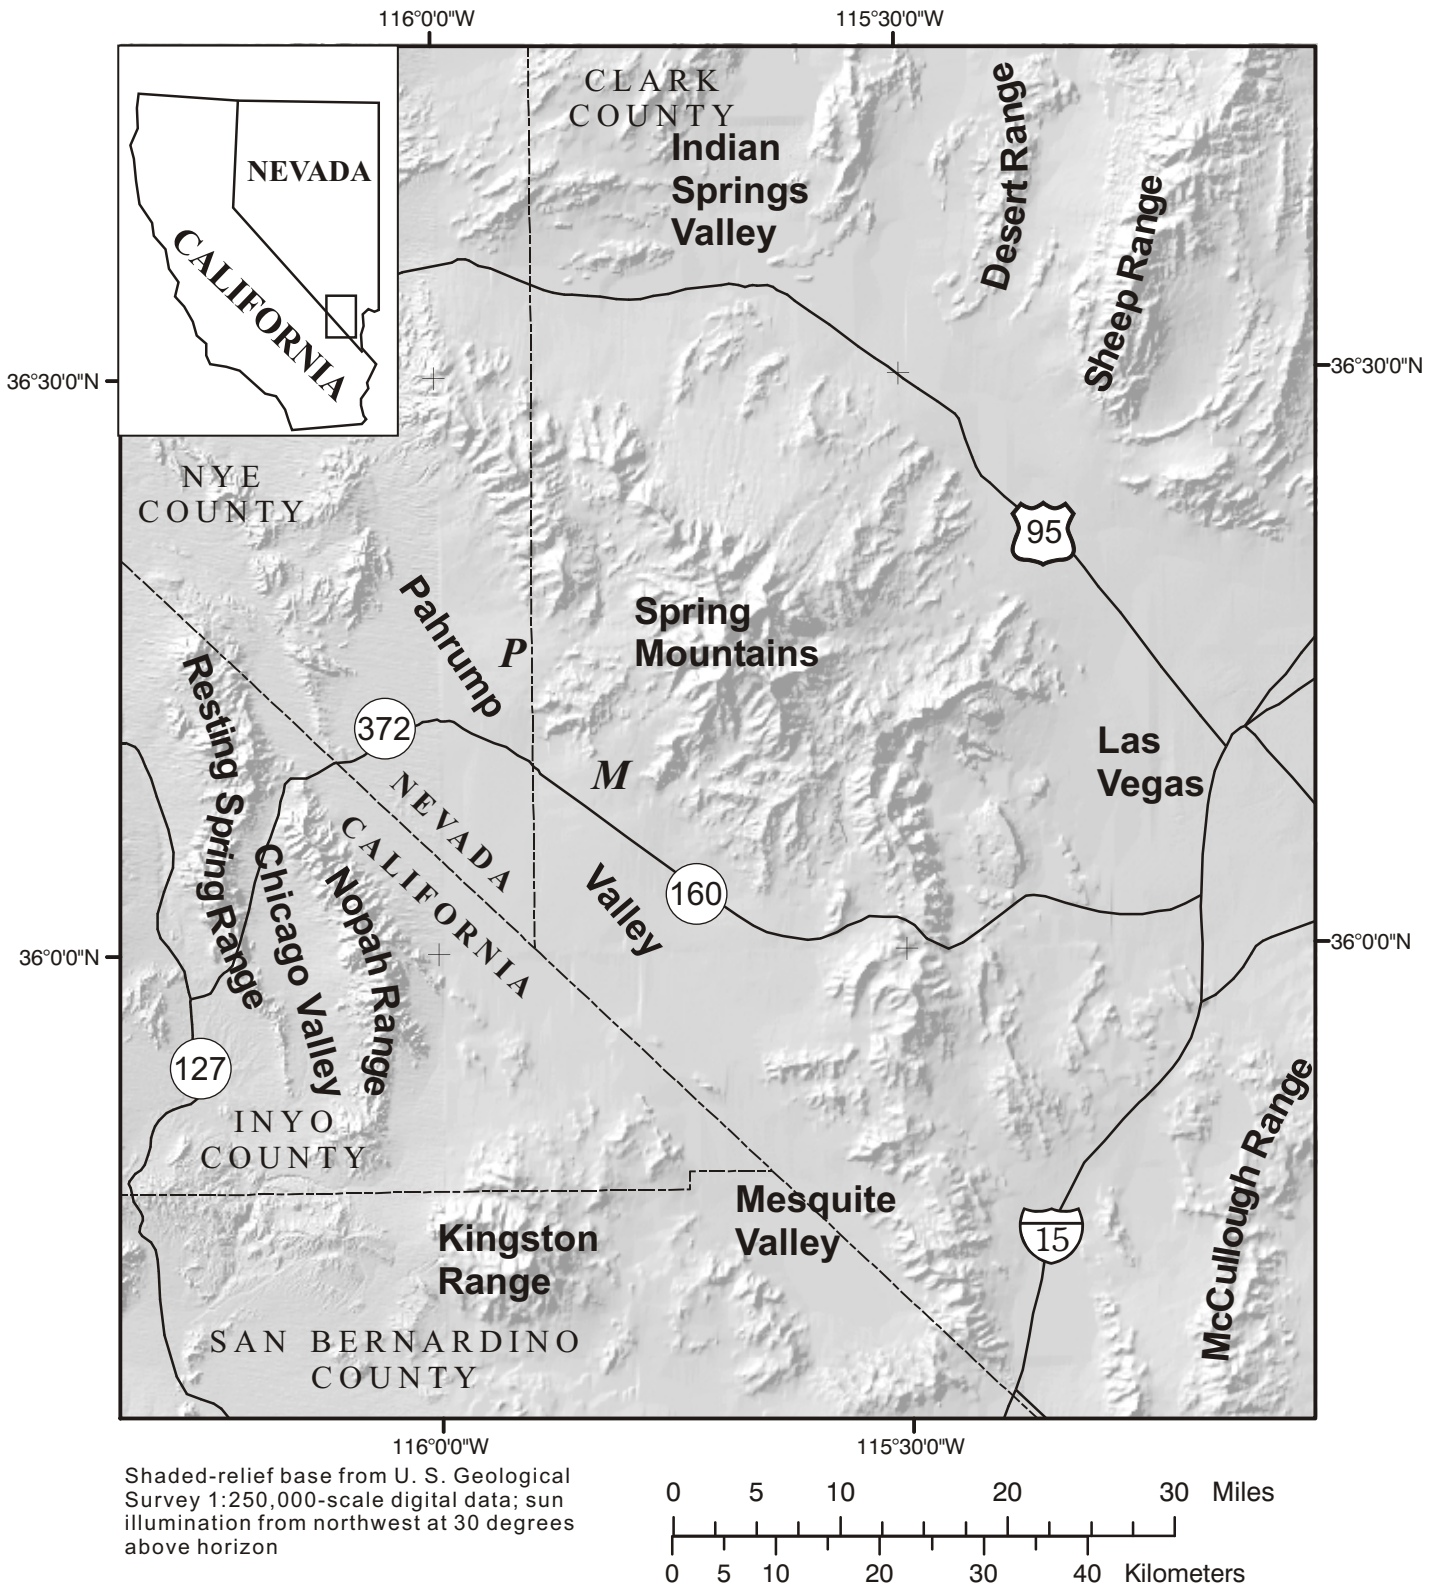 116°0'0"W
115°30'0"W
CLARK
COUNTY
Indian
Springs
Valley
Desert Range
Sheep Range
NEVADA
CALIFORNIA
36°30'0"N
36°30'0"N
NYE
COUNTY
95
Pahrump
P
Spring
Mountains
Resting Spring Range
372
M
Las
Vegas
NEVADA
CALIFORNIA
Chicago Valley
Nopah Range
Valley
160
36°0'0"N
36°0'0"N
127
INYO
COUNTY
McCullough Range
Mesquite
Valley
Kingston
Range
15
SAN BERNARDINO
COUNTY
116°0'0"W
115°30'0"W
Shaded-relief base from U. S. Geological
Survey 1:250,000-scale digital data; sun
illumination from northwest at 30 degrees
above horizon
0 5 10 20 30 Miles
0 5 10 20 30 40 Kilometers